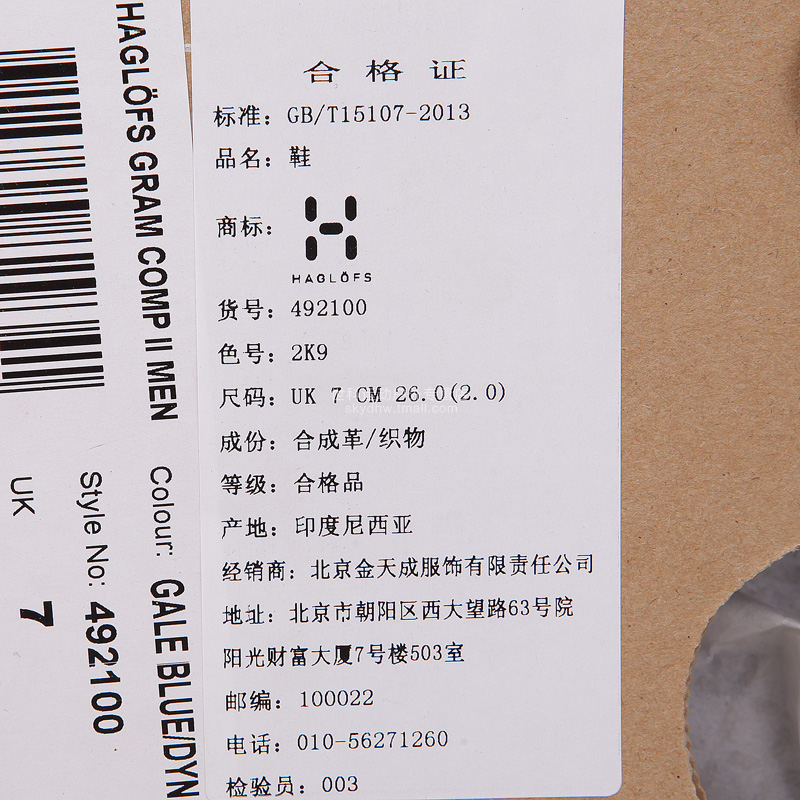 HAGLÖFS GRAM COMP II MEN
Colour: GALE BLUE/DYN
Style No: 492100
UK 7
合格证
标准：GB/T15107-2013
品名：鞋
商标：
HAGLÖFS
货号：492100
色号：2K9
尺码：UK 7 CM 26.0(2.0)
skydnw.tmall.com
成份：合成革/织物
等级：合格品
产地：印度尼西亚
经销商：北京金天成服饰有限责任公司
地址：北京市朝阳区西大望路63号院
阳光财富大厦7号楼503室
邮编：100022
电话：010-56271260
检验员：003